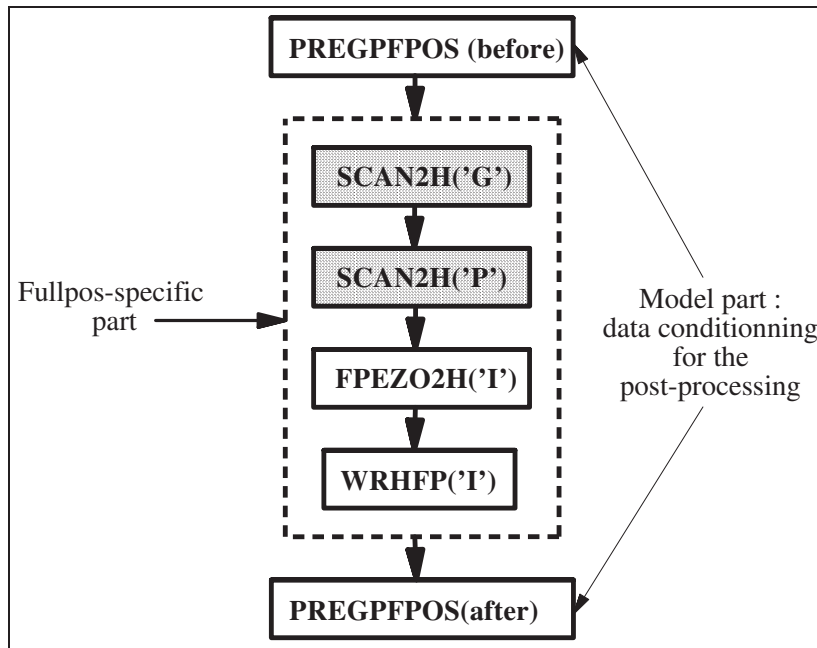 PREGPFPOS (before)
SCAN2H('G')
SCAN2H('P')
Fullpos-specific
part
FPEZO2H('I')
WRHFP('I')
Model part :
data conditionning
for the
post-processing
PREGPFPOS(after)